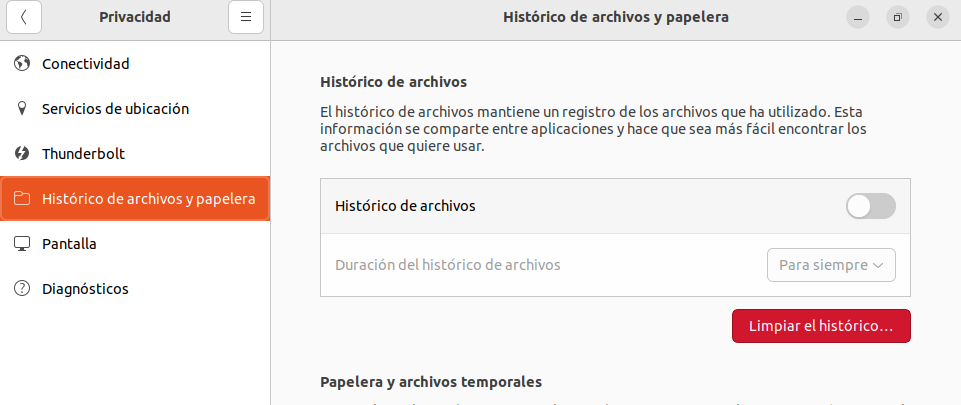 Privacidad
Histórico de archivos y papelera
Conectividad
Servicios de ubicación
Thunderbolt
Histórico de archivos y papelera
Pantalla
Diagnósticos
Histórico de archivos
El histórico de archivos mantiene un registro de los archivos que ha utilizado. Esta
información se comparte entre aplicaciones y hace que sea más fácil encontrar los
archivos que quiere usar.
Histórico de archivos
Duración del histórico de archivos
Para siempre
Limpiar el histórico…
Papelera y archivos temporales